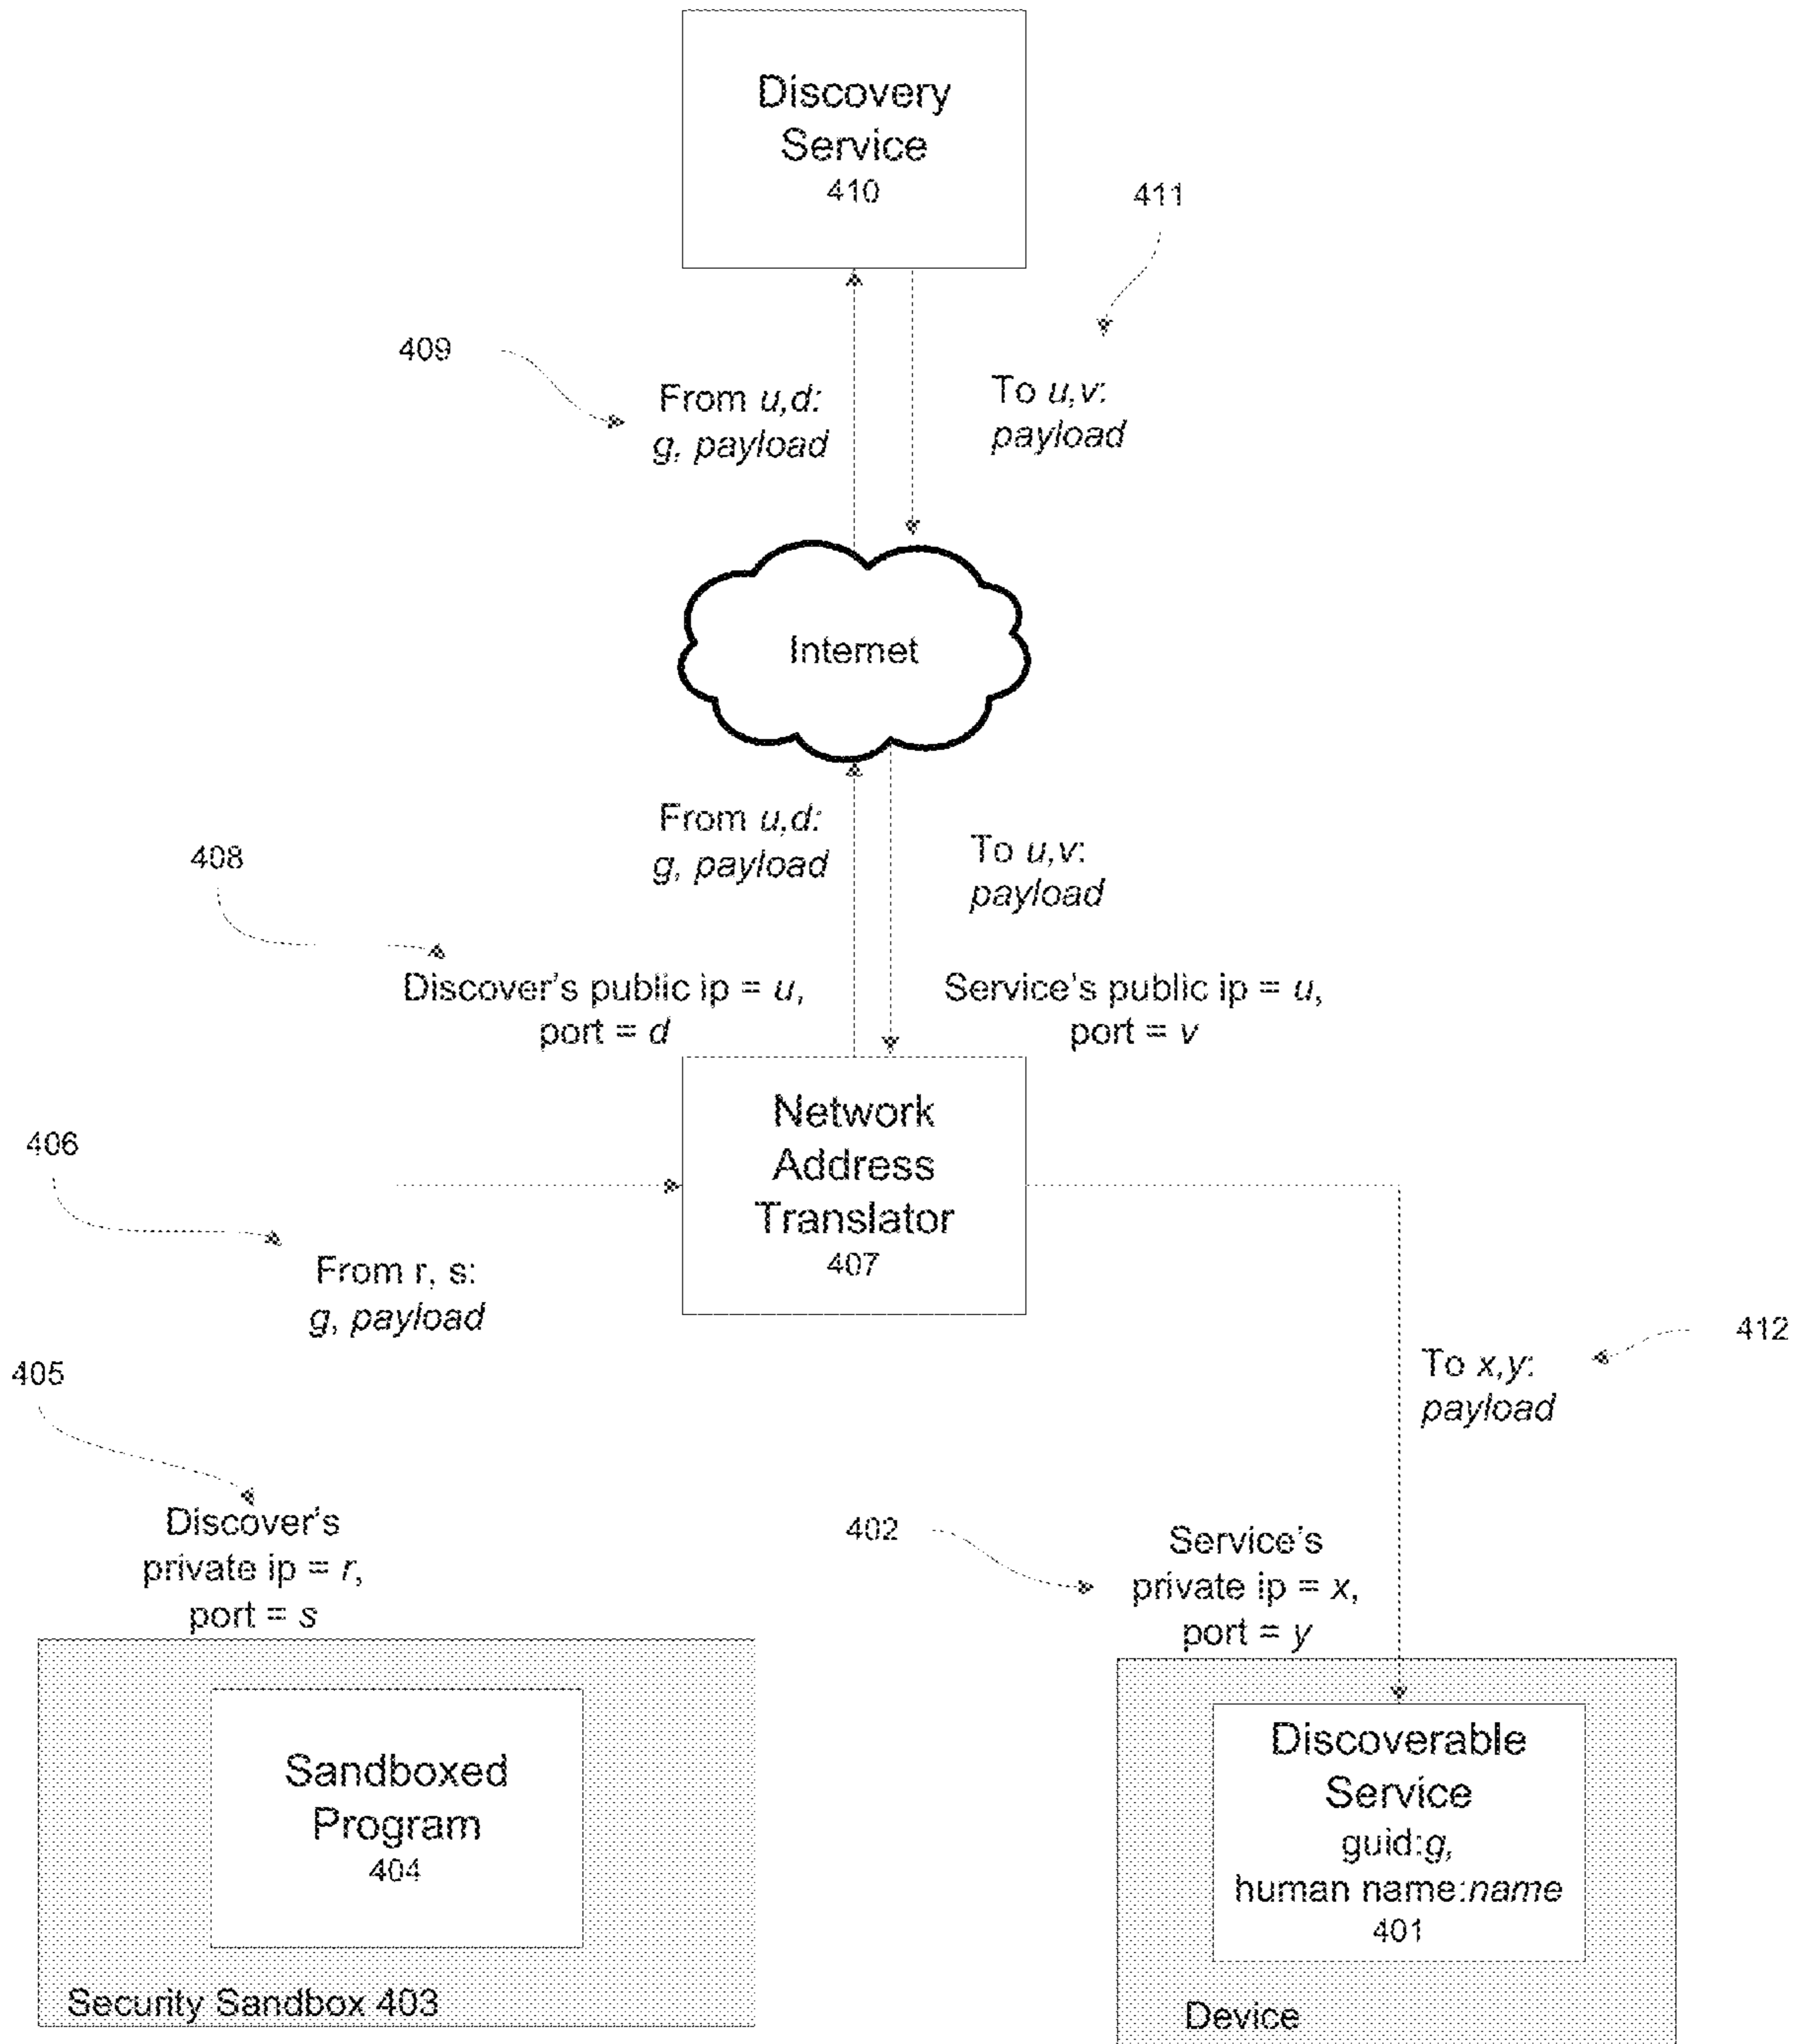 Discovery
Service
410
411
409
From u,d:
g, payload
To u,v:
payload
Internet
From u,d:
g, payload
To u,v:
payload
408
Discover's public ip = u,
port = d
Service's public ip = u,
port = v
Network
Address
Translator
407
406
From r, s:
g, payload
412
To x,y:
payload
405
Discover's
private ip = r,
port = s
402
Service's
private ip = x,
port = y
Sandboxed
Program
404
Security Sandbox 403
Discoverable
Service
guid:g,
human name:name
401
Device